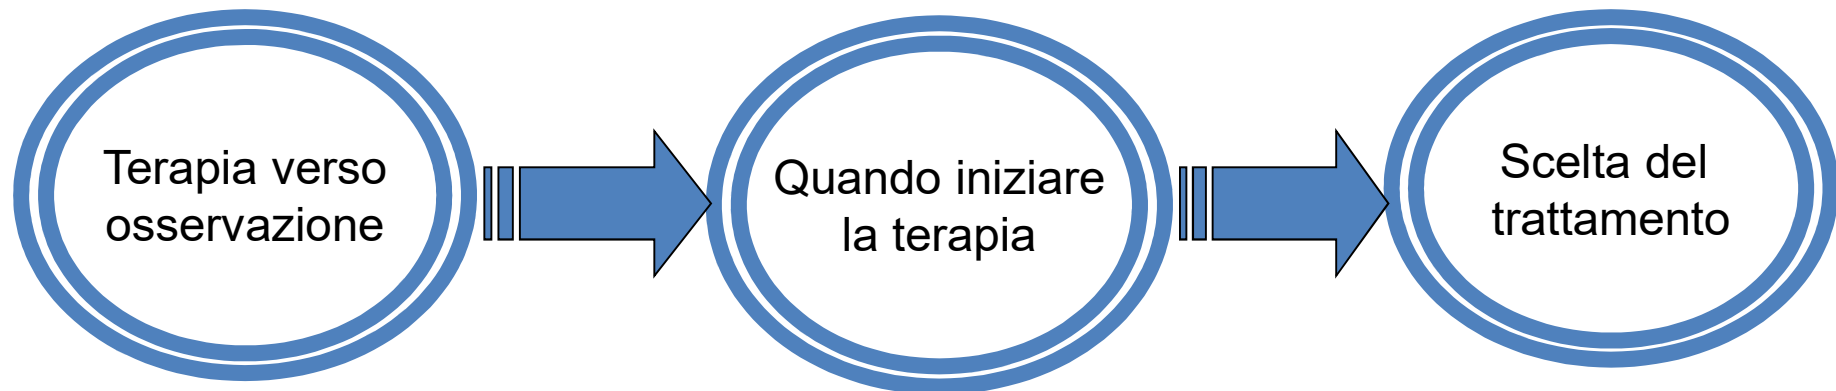 Terapia verso
osservazione
Quando iniziare
la terapia
Scelta del
trattamento